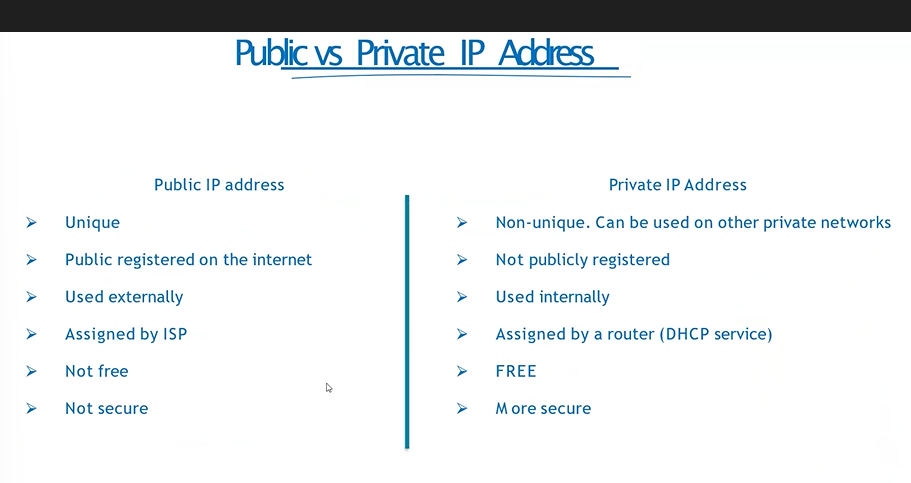 Public vs Private IP Address
Public IP address
Unique
Public registered on the internet
Used externally
Assigned by ISP
Not free
Not secure
Private IP Address
Non-unique. Can be used on other private networks
Not publicly registered
Used internally
Assigned by a router (DHCP service)
FREE
More secure